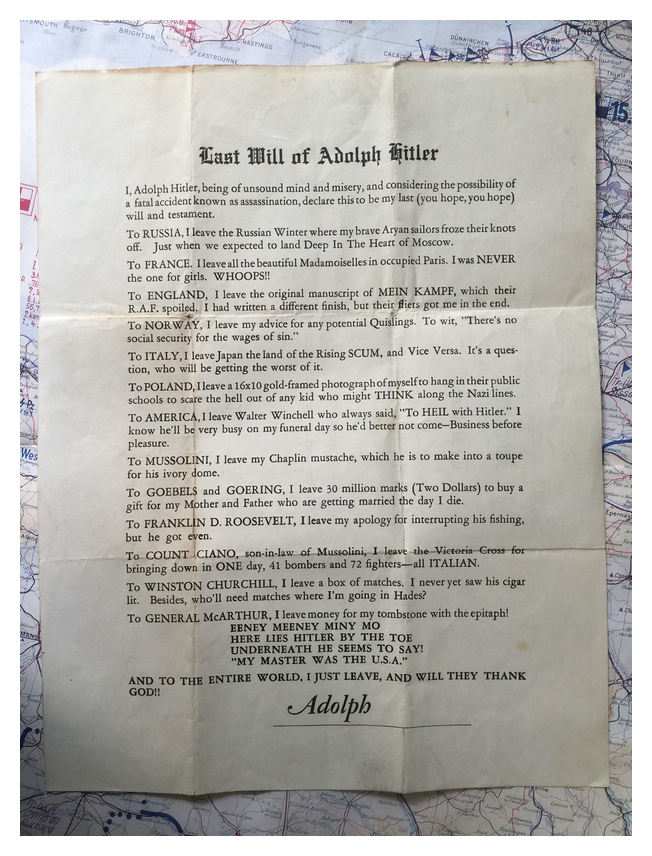 BRIGHTON
HASTINGS
EASTBOURNE
DÜNKIRCHEN
15.
Last Will of Adolph Hitler
I, Adolph Hitler, being of unsound mind and misery, and considering the possibility of
a fatal accident known as assassination, declare this to be my last (you hope, you hope)
will and testament.
To RUSSIA, I leave the Russian Winter where my brave Aryan sailors froze their knots
off. Just when we expected to land Deep In The Heart of Moscow.
To FRANCE. I leave all the beautiful Madamoiselles in occupied Paris. I was NEVER
the one for girls. WHOOPS!!
To ENGLAND, I leave the original manuscript of MEIN KAMPF, which their
R.A.F. spoiled. I had written a different finish, but their fliers got me in the end.
To NORWAY, I leave my advice for any potential Quislings. To wit, "There's no
social security for the wages of sin."
To ITALY, I leave Japan the land of the Rising SCUM, and Vice Versa. It's a ques-
tion, who will be getting the worst of it.
To POLAND, I leave a 16x10 gold-framed photograph of myself to hang in their public
schools to scare the hell out of any kid who might THINK along the Nazi lines.
To AMERICA, I leave Walter Winchell who always said, "To HEIL with Hitler." I
know he'll be very busy on my funeral day so he'd better not come—Business before
pleasure.
To MUSSOLINI, I leave my Chaplin mustache, which he is to make into a toupe
for his ivory dome.
To GOEBELS and GOERING, I leave 30 million marks (Two Dollars) to buy a
gift for my Mother and Father who are getting married the day I die.
To FRANKLIN D. ROOSEVELT, I leave my apology for interrupting his fishing,
but he got even.
To COUNT CIANO, son-in-law of Mussolini, I leave the Victoria Cross for
bringing down in ONE day, 41 bombers and 72 fighters—all ITALIAN.
To WINSTON CHURCHILL, I leave a box of matches. I never yet saw his cigar
lit. Besides, who'll need matches where I'm going in Hades?
To GENERAL McARTHUR, I leave money for my tombstone with the epitaph!
EENEY MEENEY MINY MO
HERE LIES HITLER BY THE TOE
UNDERNEATH HE SEEMS TO SAY!
"MY MASTER WAS THE U.S.A."
AND TO THE ENTIRE WORLD, I JUST LEAVE, AND WILL THEY THANK
GOD!!
Adolph